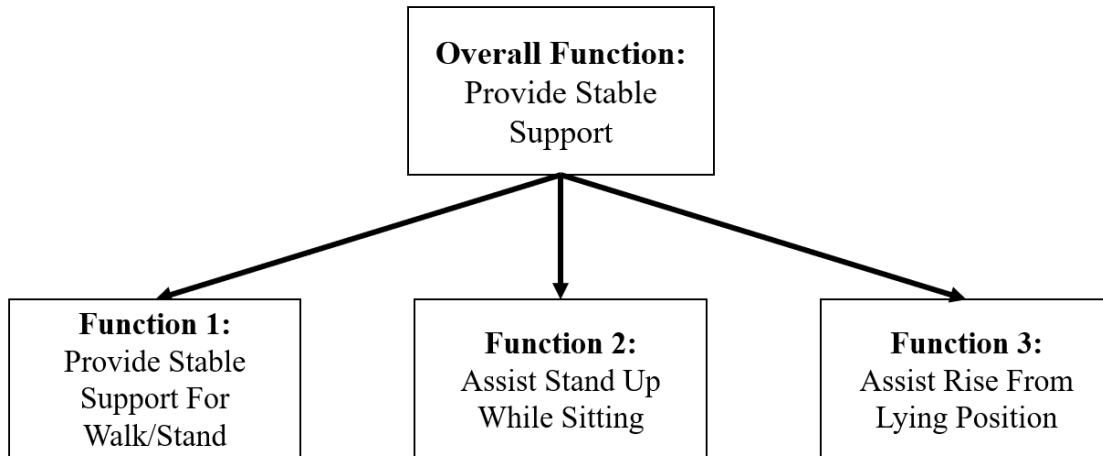 Overall Function:
Provide Stable
Support
Function 1:
Provide Stable
Support For
Walk/Stand
Function 2:
Assist Stand Up
While Sitting
Function 3:
Assist Rise From
Lying Position